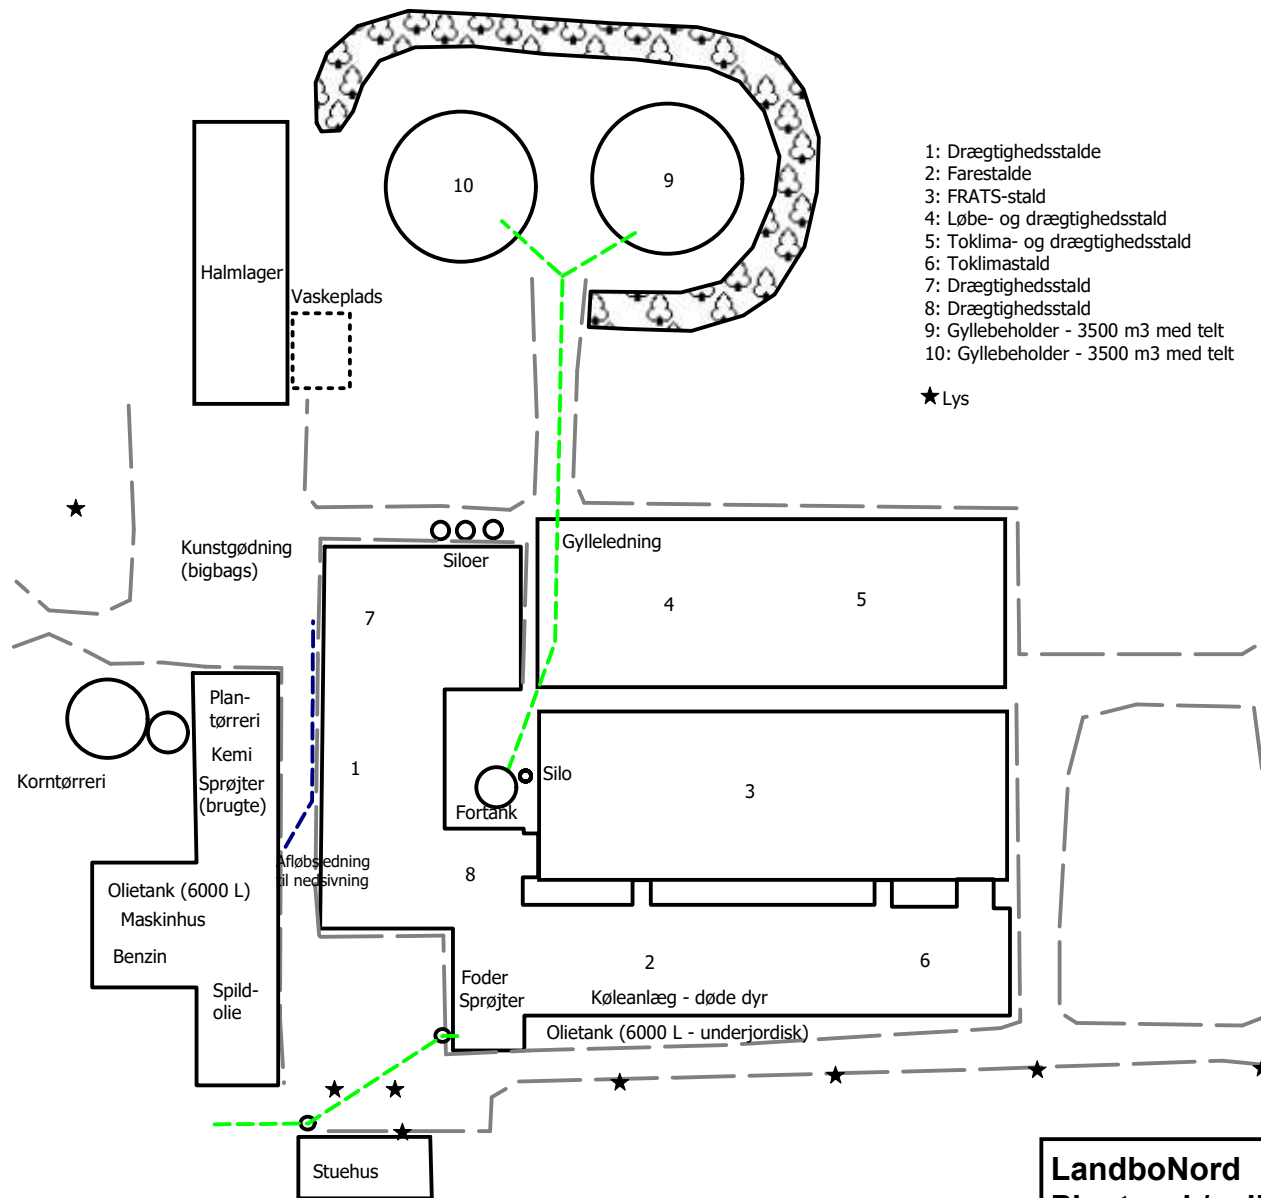 10
9
1: Drægtighedsstalde
2: Farestalde
3: FRATS-stald
4: Løbe- og drægtighedsstald
5: Toklima- og drægtighedsstald
6: Toklimastald
7: Drægtighedsstald
8: Drægtighedsstald
9: Gyllebeholder - 3500 m3 med telt
10: Gyllebeholder - 3500 m3 med telt
Lys
Halmlager
Vaskeplads
Kunstgødning
(bigbags)
Siloer
Gylleledning
7
4
5
Plan-
tørreri
Kemi
Sprøjter
(brugte)
Korntørreri
1
Silo
Fortank
3
Afløbsledning
til nedsivning
8
Olietank (6000 L)
Maskinhus
Benzin
Spild-
olie
Foder
Sprøjter
2
6
Køleanlæg - døde dyr
Olietank (6000 L - underjordisk)
Stuehus
LandboNord